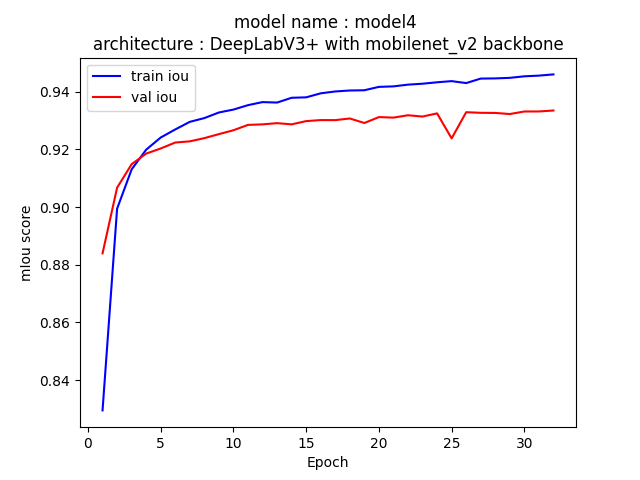 model name : model4
architecture : DeepLabV3+ with mobilenet_v2 backbone
train iou
val iou
0.94
0.92
0.90
0.88
0.86
0.84
mIou score
0 5 10 15 20 25 30
Epoch